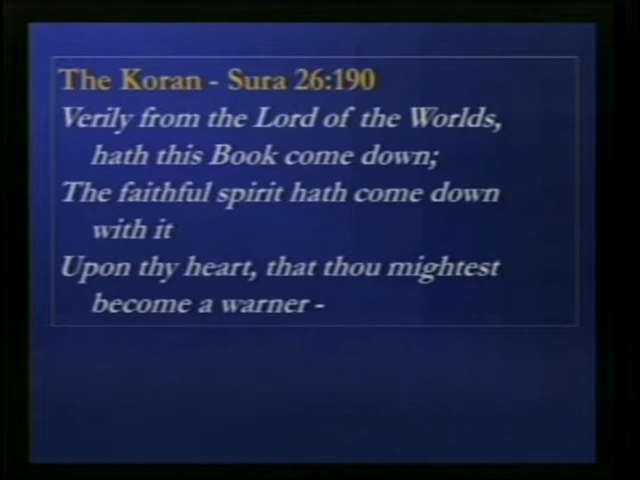 The Koran - Sura 26:190
Verily from the Lord of the Worlds,
hath this Book come down;
The faithful spirit hath come down
with it
Upon thy heart, that thou mightest
become a warner -